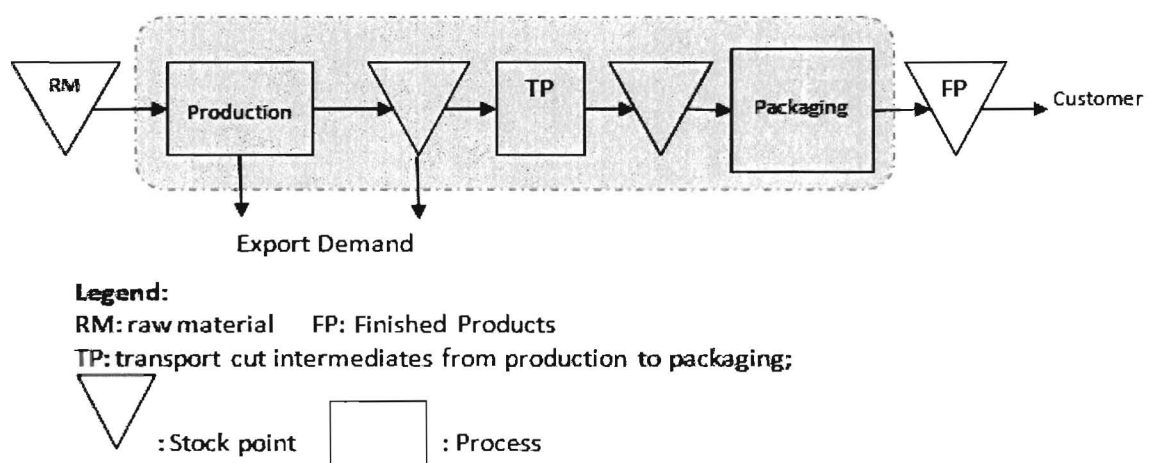 RM
Production
TP
Packaging
FP
Customer
Export Demand
Legend:
RM: raw material FP: Finished Products
TP: transport cut intermediates from production to packaging;
: Stock point : Process